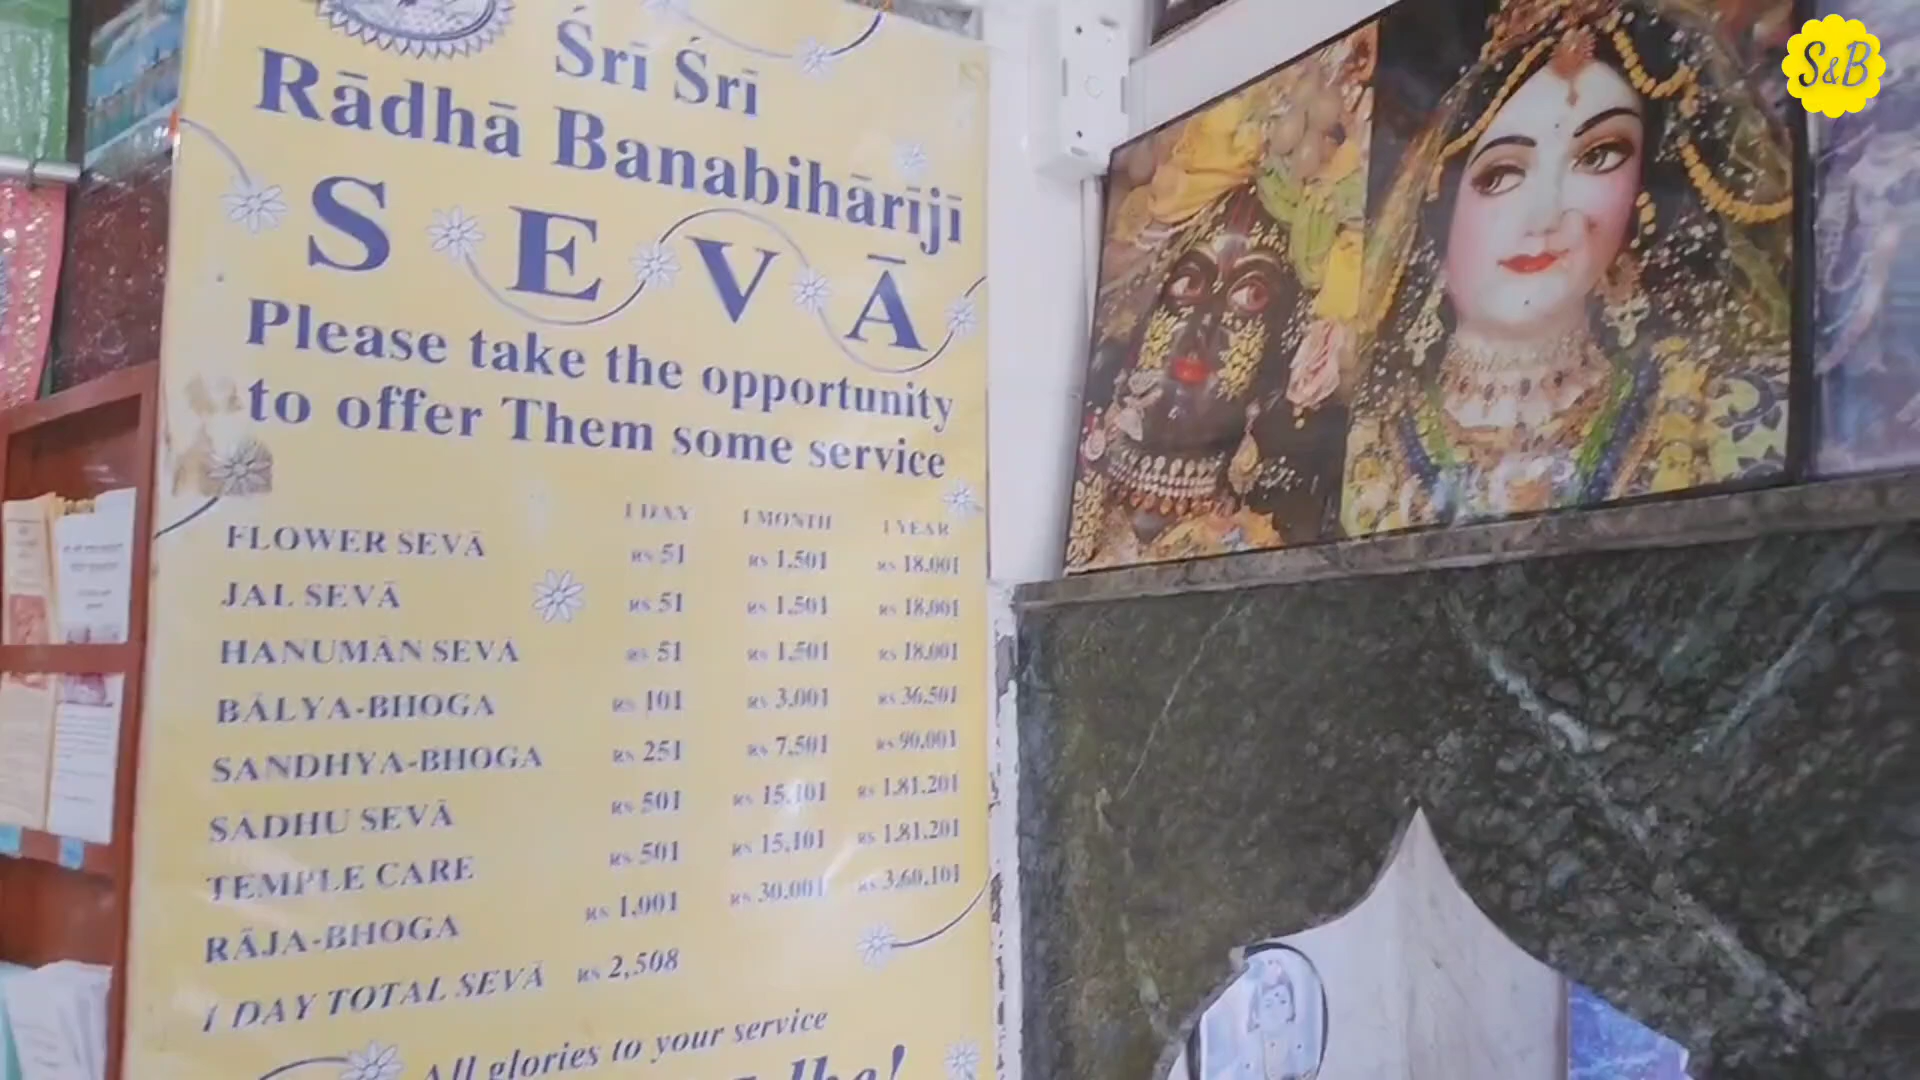 S&B
Śrī Śrī
Rādhā Banabihārījī
SEVĀ
Please take the opportunity
to offer Them some service
1 DAY 1 MONTH 1 YEAR
FLOWER SEVĀ Rs 51 Rs 1,501 Rs 18,001
JAL SEVĀ Rs 51 Rs 1,501 Rs 18,001
HANUMĀN SEVĀ Rs 51 Rs 1,501 Rs 18,001
BĀLYA-BHOGA Rs 101 Rs 3,001 Rs 36,501
SANDHYA-BHOGA Rs 251 Rs 7,501 Rs 90,001
SĀDHU SEVĀ Rs 501 Rs 15,101 Rs 1,81,201
TEMPLE CARE Rs 501 Rs 15,101 Rs 1,81,201
RĀJA-BHOGA Rs 1,001 Rs 30,001 Rs 3,60,101
1 DAY TOTAL SEVĀ Rs 2,508
All glories to your service